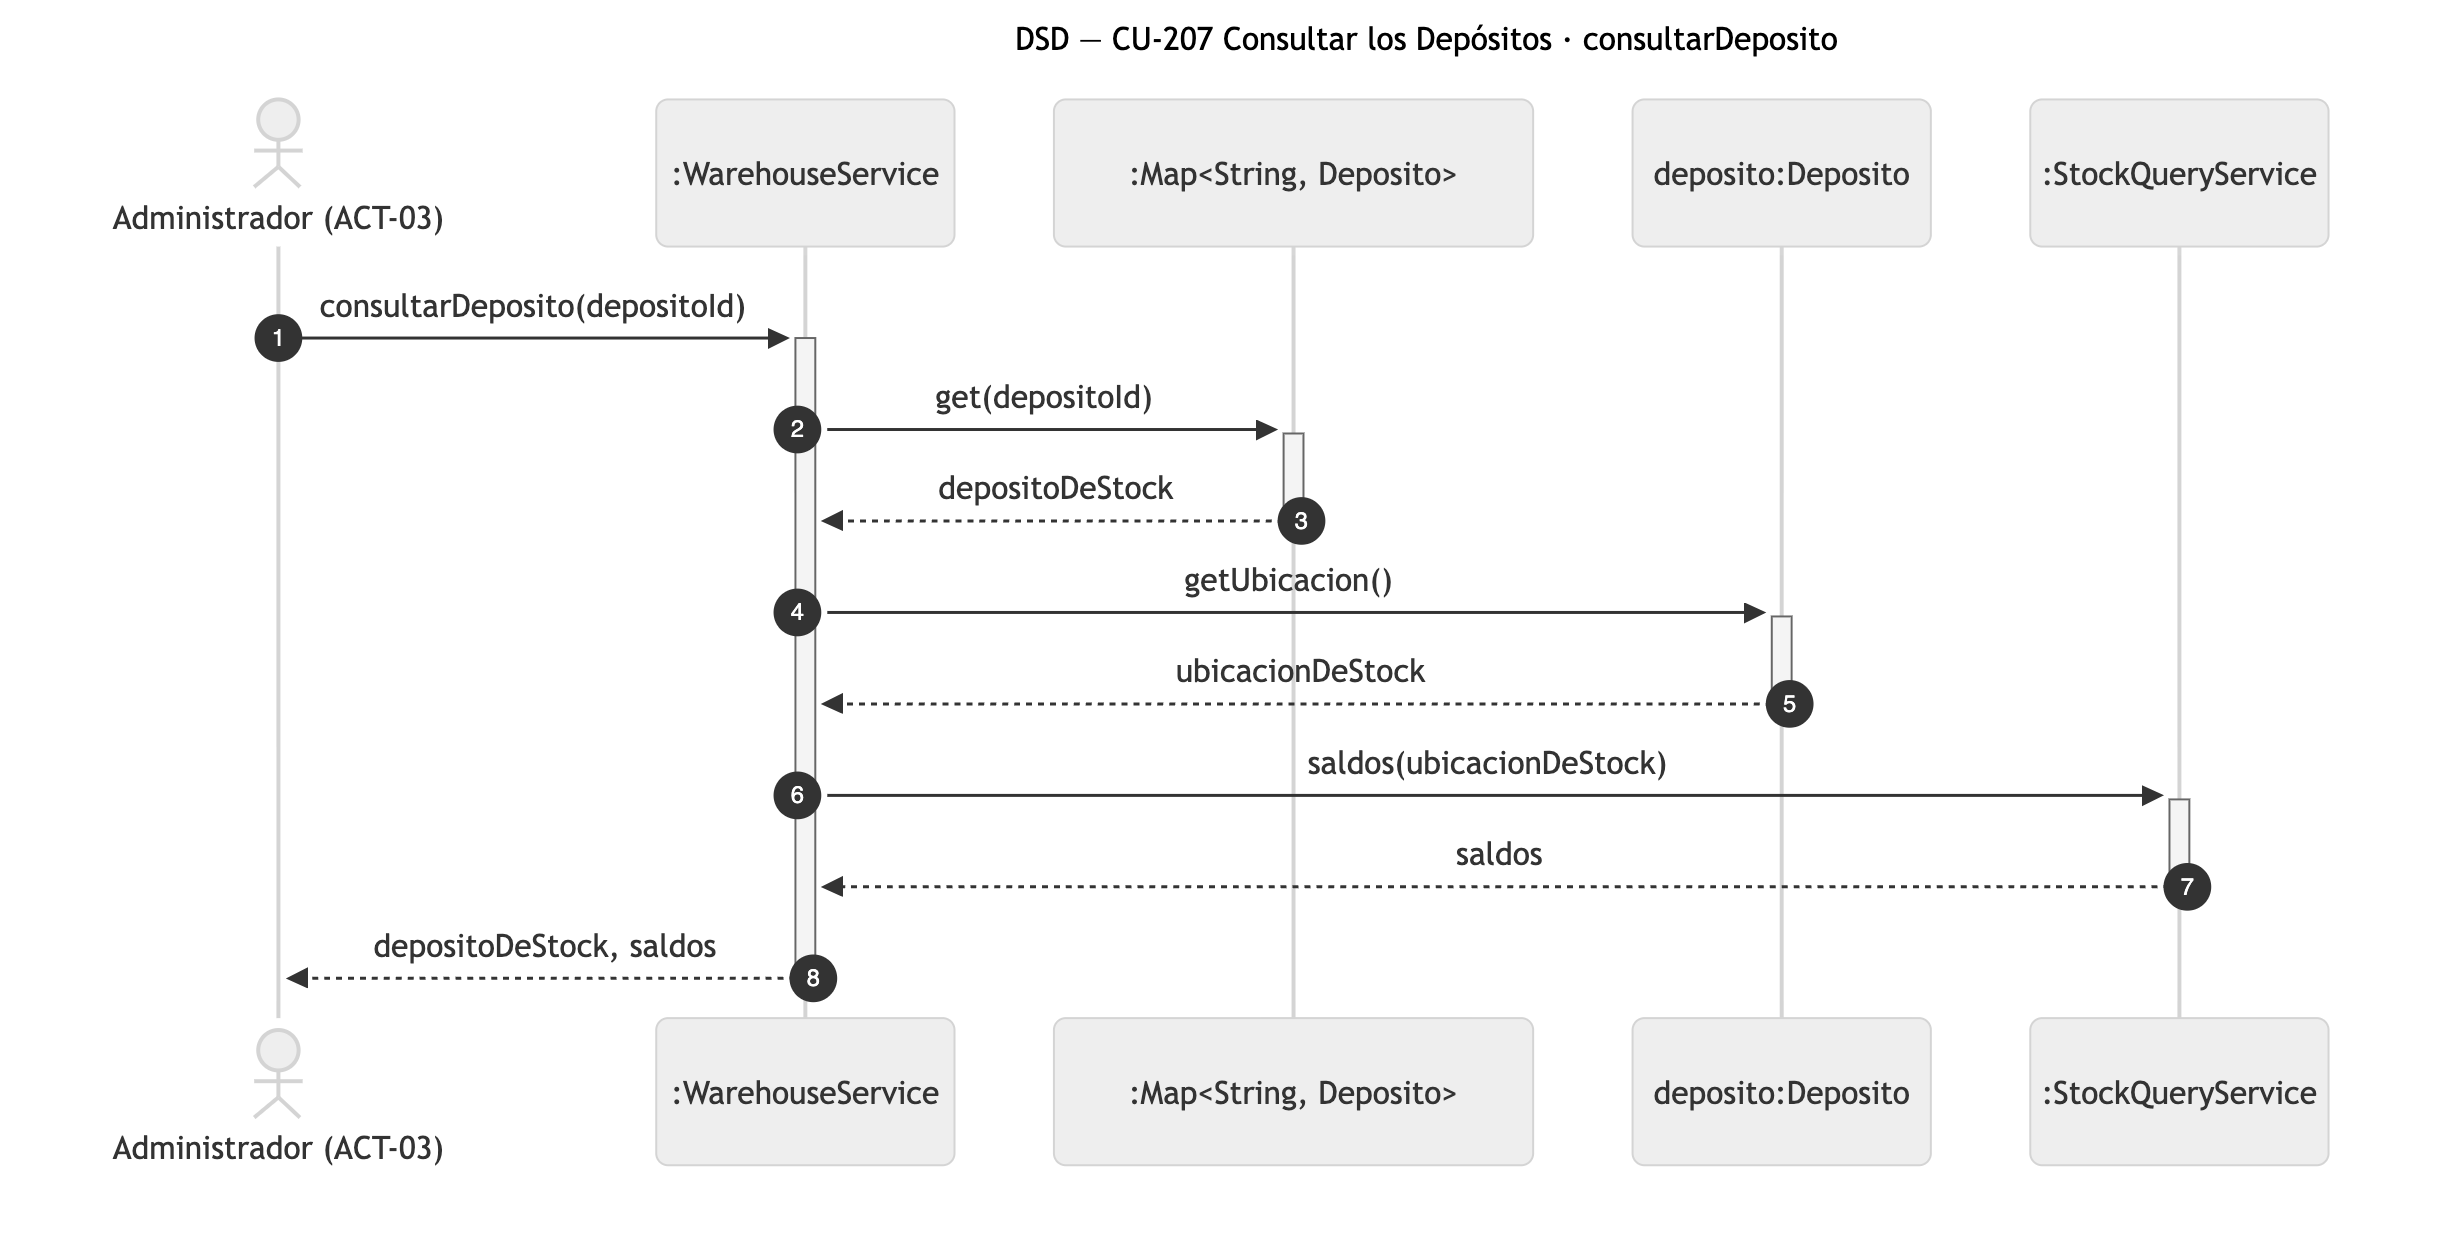 DSD — CU-207 Consultar los Depósitos · consultarDeposito
Administrador (ACT-03)
:WarehouseService
:Map<String, Deposito>
deposito:Deposito
:StockQueryService
consultarDeposito(depositoId)
1
get(depositoId)
2
depositoDeStock
3
getUbicacion()
4
ubicacionDeStock
5
saldos(ubicacionDeStock)
6
saldos
7
depositoDeStock, saldos
8
Administrador (ACT-03)
:WarehouseService
:Map<String, Deposito>
deposito:Deposito
:StockQueryService